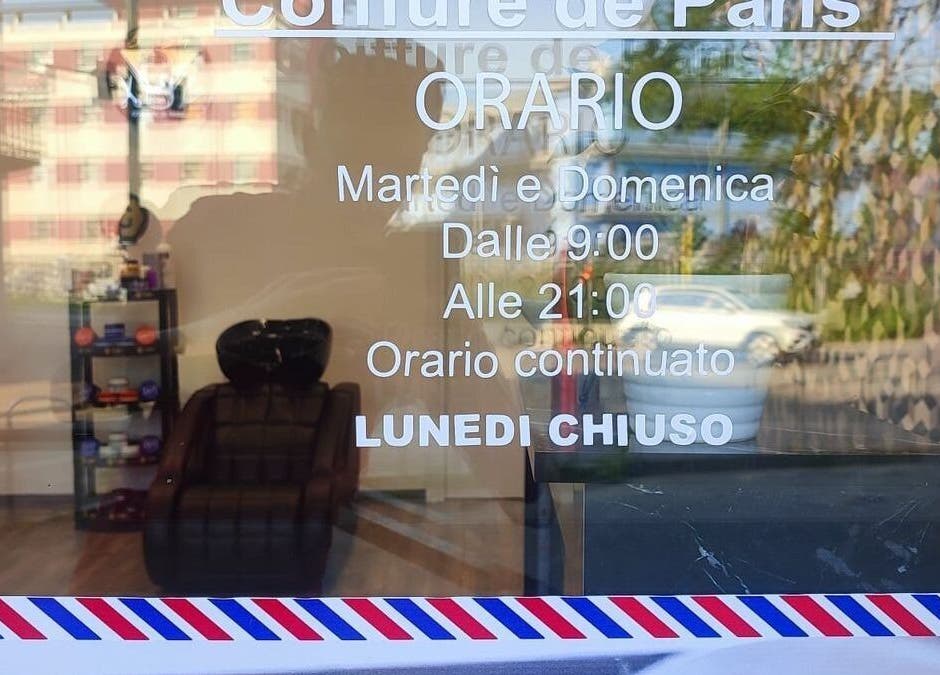 Coiffure de Paris
ORARIO
Martedì e Domenica
Dalle 9:00
Alle 21:00
Orario continuato
LUNEDI CHIUSO